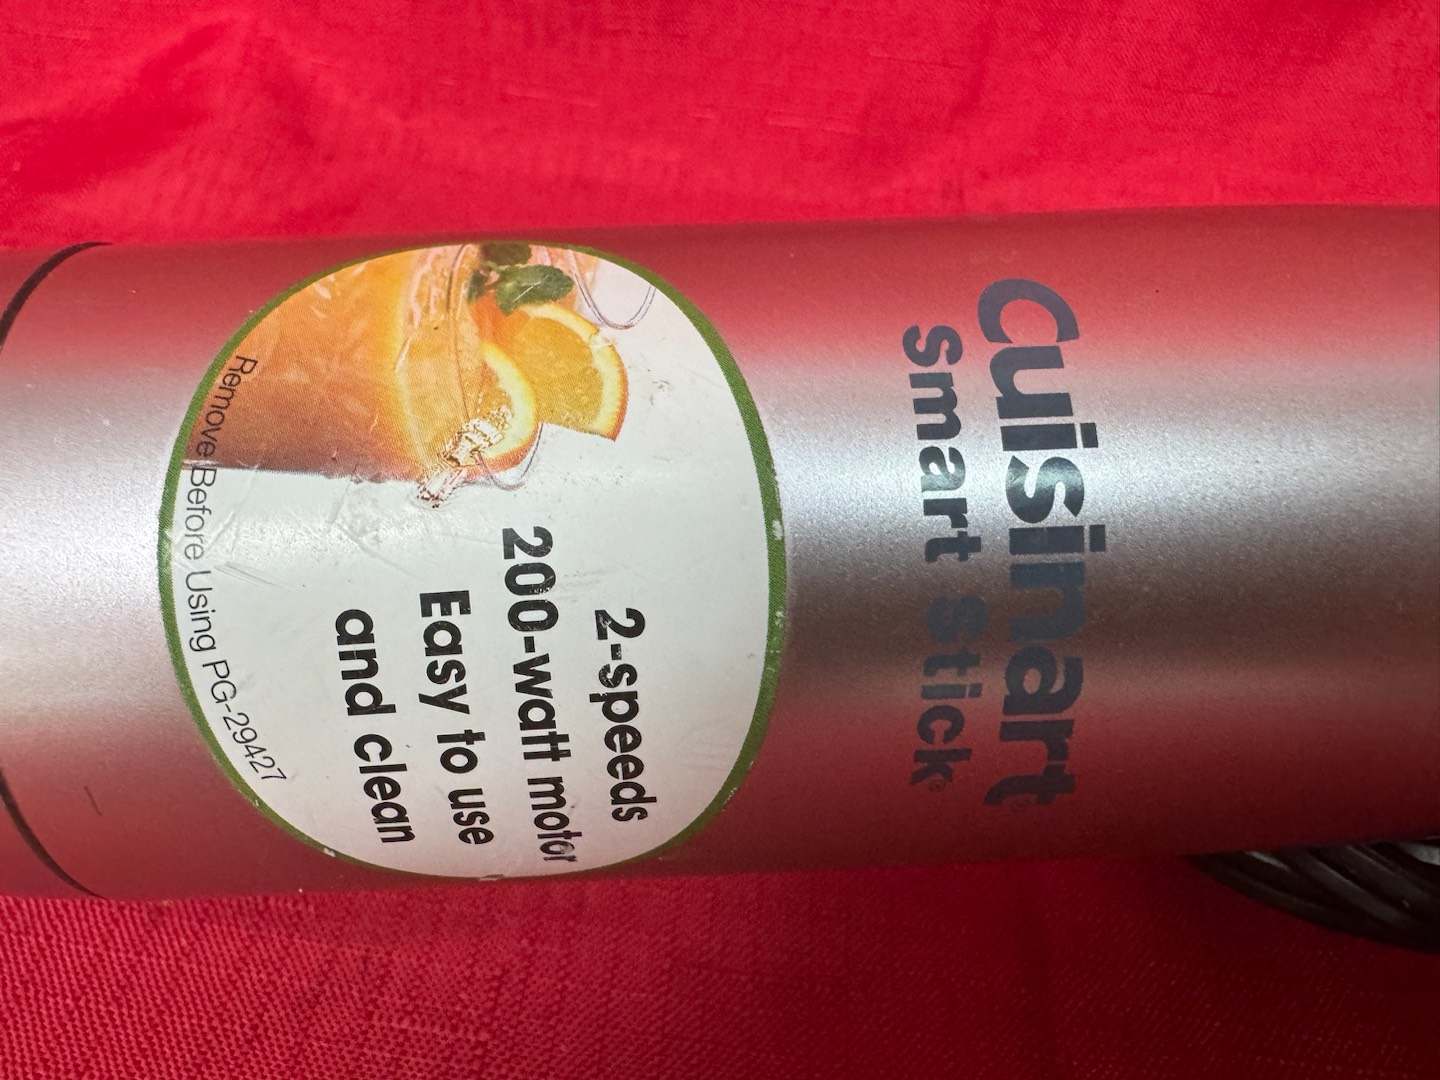 Cuisinart
smart stick®
2-speeds
200-watt motor
Easy to use
and clean
Remove Before Using PG-29427